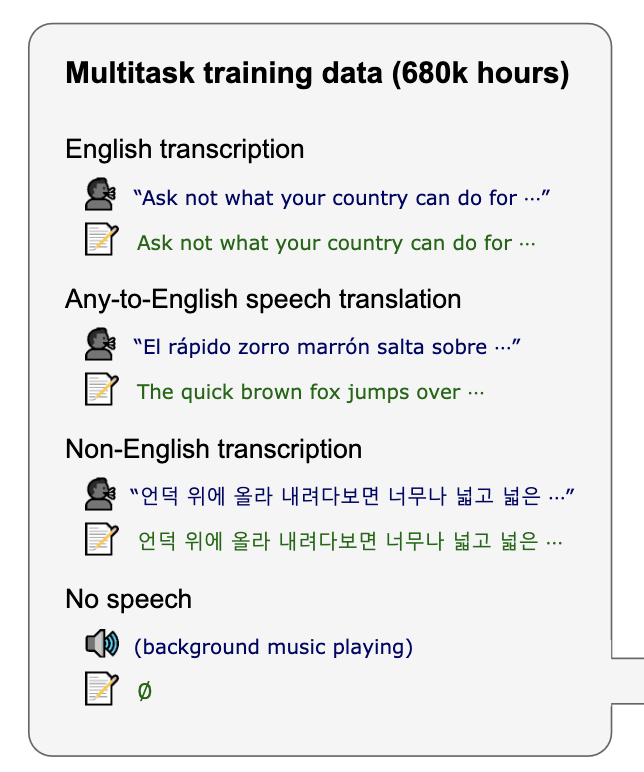 Multitask training data (680k hours)
English transcription
“Ask not what your country can do for ⋯”
Ask not what your country can do for ⋯
Any-to-English speech translation
“El rápido zorro marrón salta sobre ⋯”
The quick brown fox jumps over ⋯
Non-English transcription
“언덕 위에 올라 내려다보면 너무나 넓고 넓은 ⋯”
언덕 위에 올라 내려다보면 너무나 넓고 넓은 ⋯
No speech
(background music playing)
∅